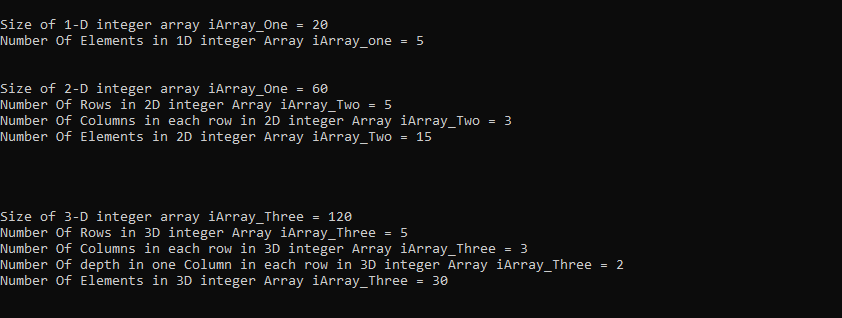 Size of 1-D integer array iArray_One = 20
Number Of Elements in 1D integer Array iArray_one = 5
Size of 2-D integer array iArray_One = 60
Number Of Rows in 2D integer Array iArray_Two = 5
Number Of Columns in each row in 2D integer Array iArray_Two = 3
Number Of Elements in 2D integer Array iArray_Two = 15
Size of 3-D integer array iArray_Three = 120
Number Of Rows in 3D integer Array iArray_Three = 5
Number Of Columns in each row in 3D integer Array iArray_Three = 3
Number Of depth in one Column in each row in 3D integer Array iArray_Three = 2
Number Of Elements in 3D integer Array iArray_Three = 30